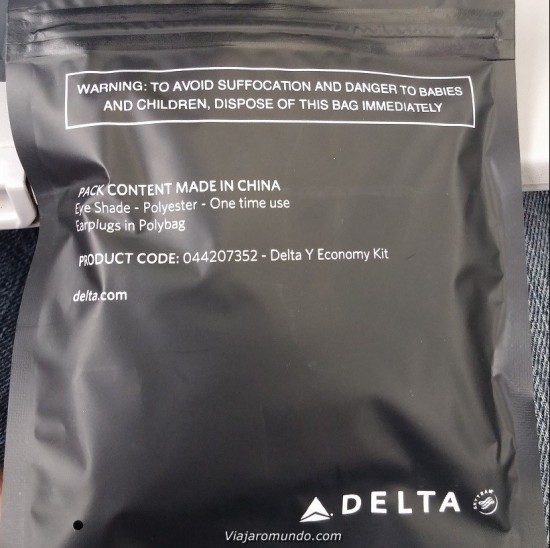 WARNING: TO AVOID SUFFOCATION AND DANGER TO BABIES
AND CHILDREN, DISPOSE OF THIS BAG IMMEDIATELY
PACK CONTENT MADE IN CHINA
Eye Shade - Polyester - One time use
Earplugs in Polybag
PRODUCT CODE: 044207352 - Delta Y Economy Kit
delta.com
DELTA
SKYTEAM
Viajaromundo.com